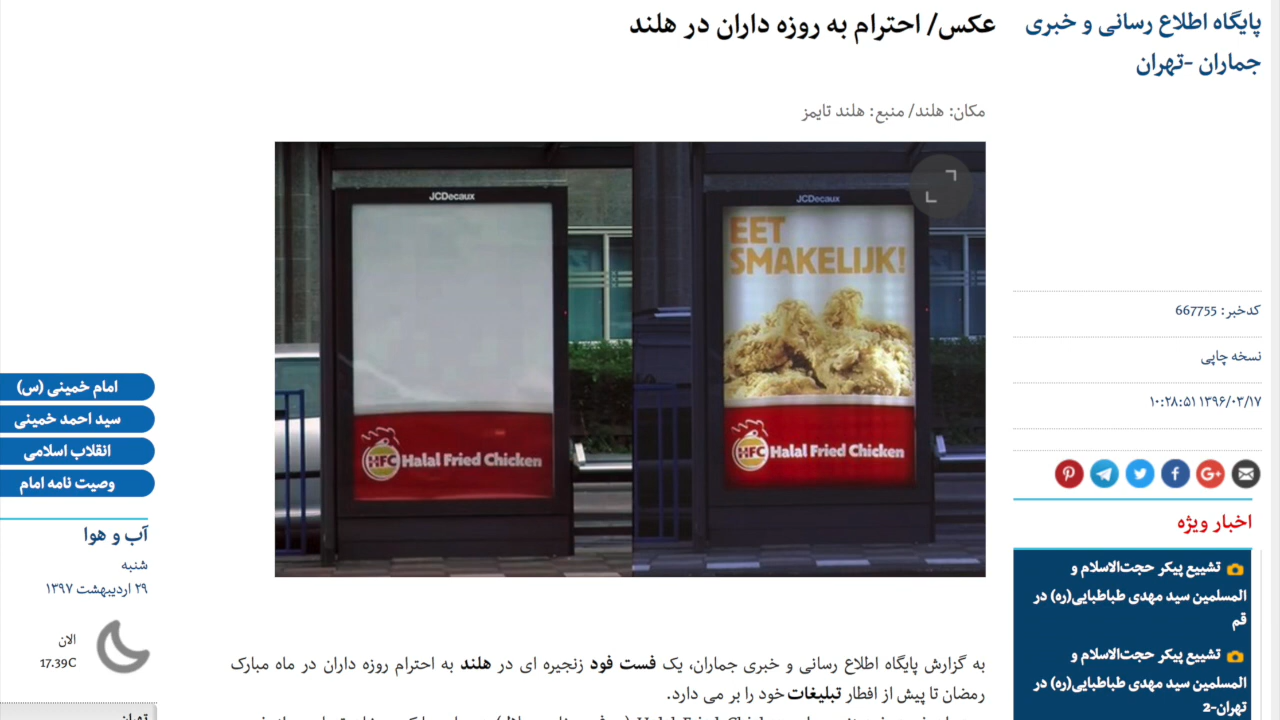 پایگاه اطلاع رسانی و خبری
جماران -تهران
عکس/ احترام به روزه داران در هلند
مکان: هلند/ منبع: هلند تایمز
JCDecaux
Halal Fried Chicken
HFC
JCDecaux
EET
SMAKELIJK!
Halal Fried Chicken
HFC
کدخبر: 667755
نسخه چاپی
۱۳۹۶/۰۳/۱۷ ۱۰:۲۸:۵۱
اخبار ویژه
تشییع پیکر حجت‌الاسلام و
المسلمین سید مهدی طباطبایی(ره) در
قم
تشییع پیکر حجت‌الاسلام و
المسلمین سید مهدی طباطبایی(ره) در
تهران-2
امام خمینی (س)
سید احمد خمینی
انقلاب اسلامی
وصیت نامه امام
آب و هوا
شنبه
۲۹ اردیبهشت ۱۳۹۷
الان
17.39C
تهران
به گزارش پایگاه اطلاع رسانی و خبری جماران، یک فست فود زنجیره ای در هلند به احترام روزه داران در ماه مبارک
رمضان تا پیش از افطار تبلیغات خود را بر می دارد.